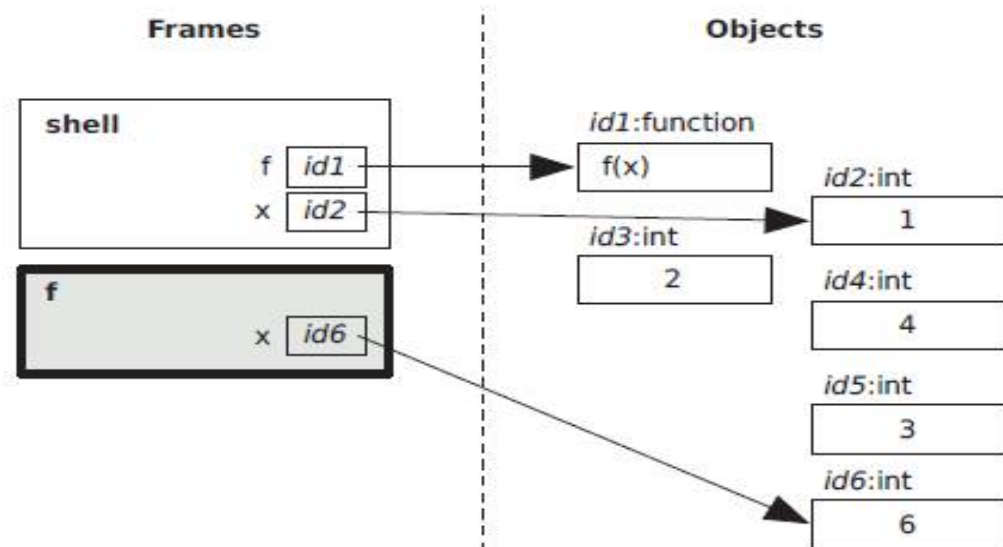 Frames
Objects
shell
f id1
x id2
f
x id6
id1:function
f(x)
id2:int
1
id3:int
2
id4:int
4
id5:int
3
id6:int
6